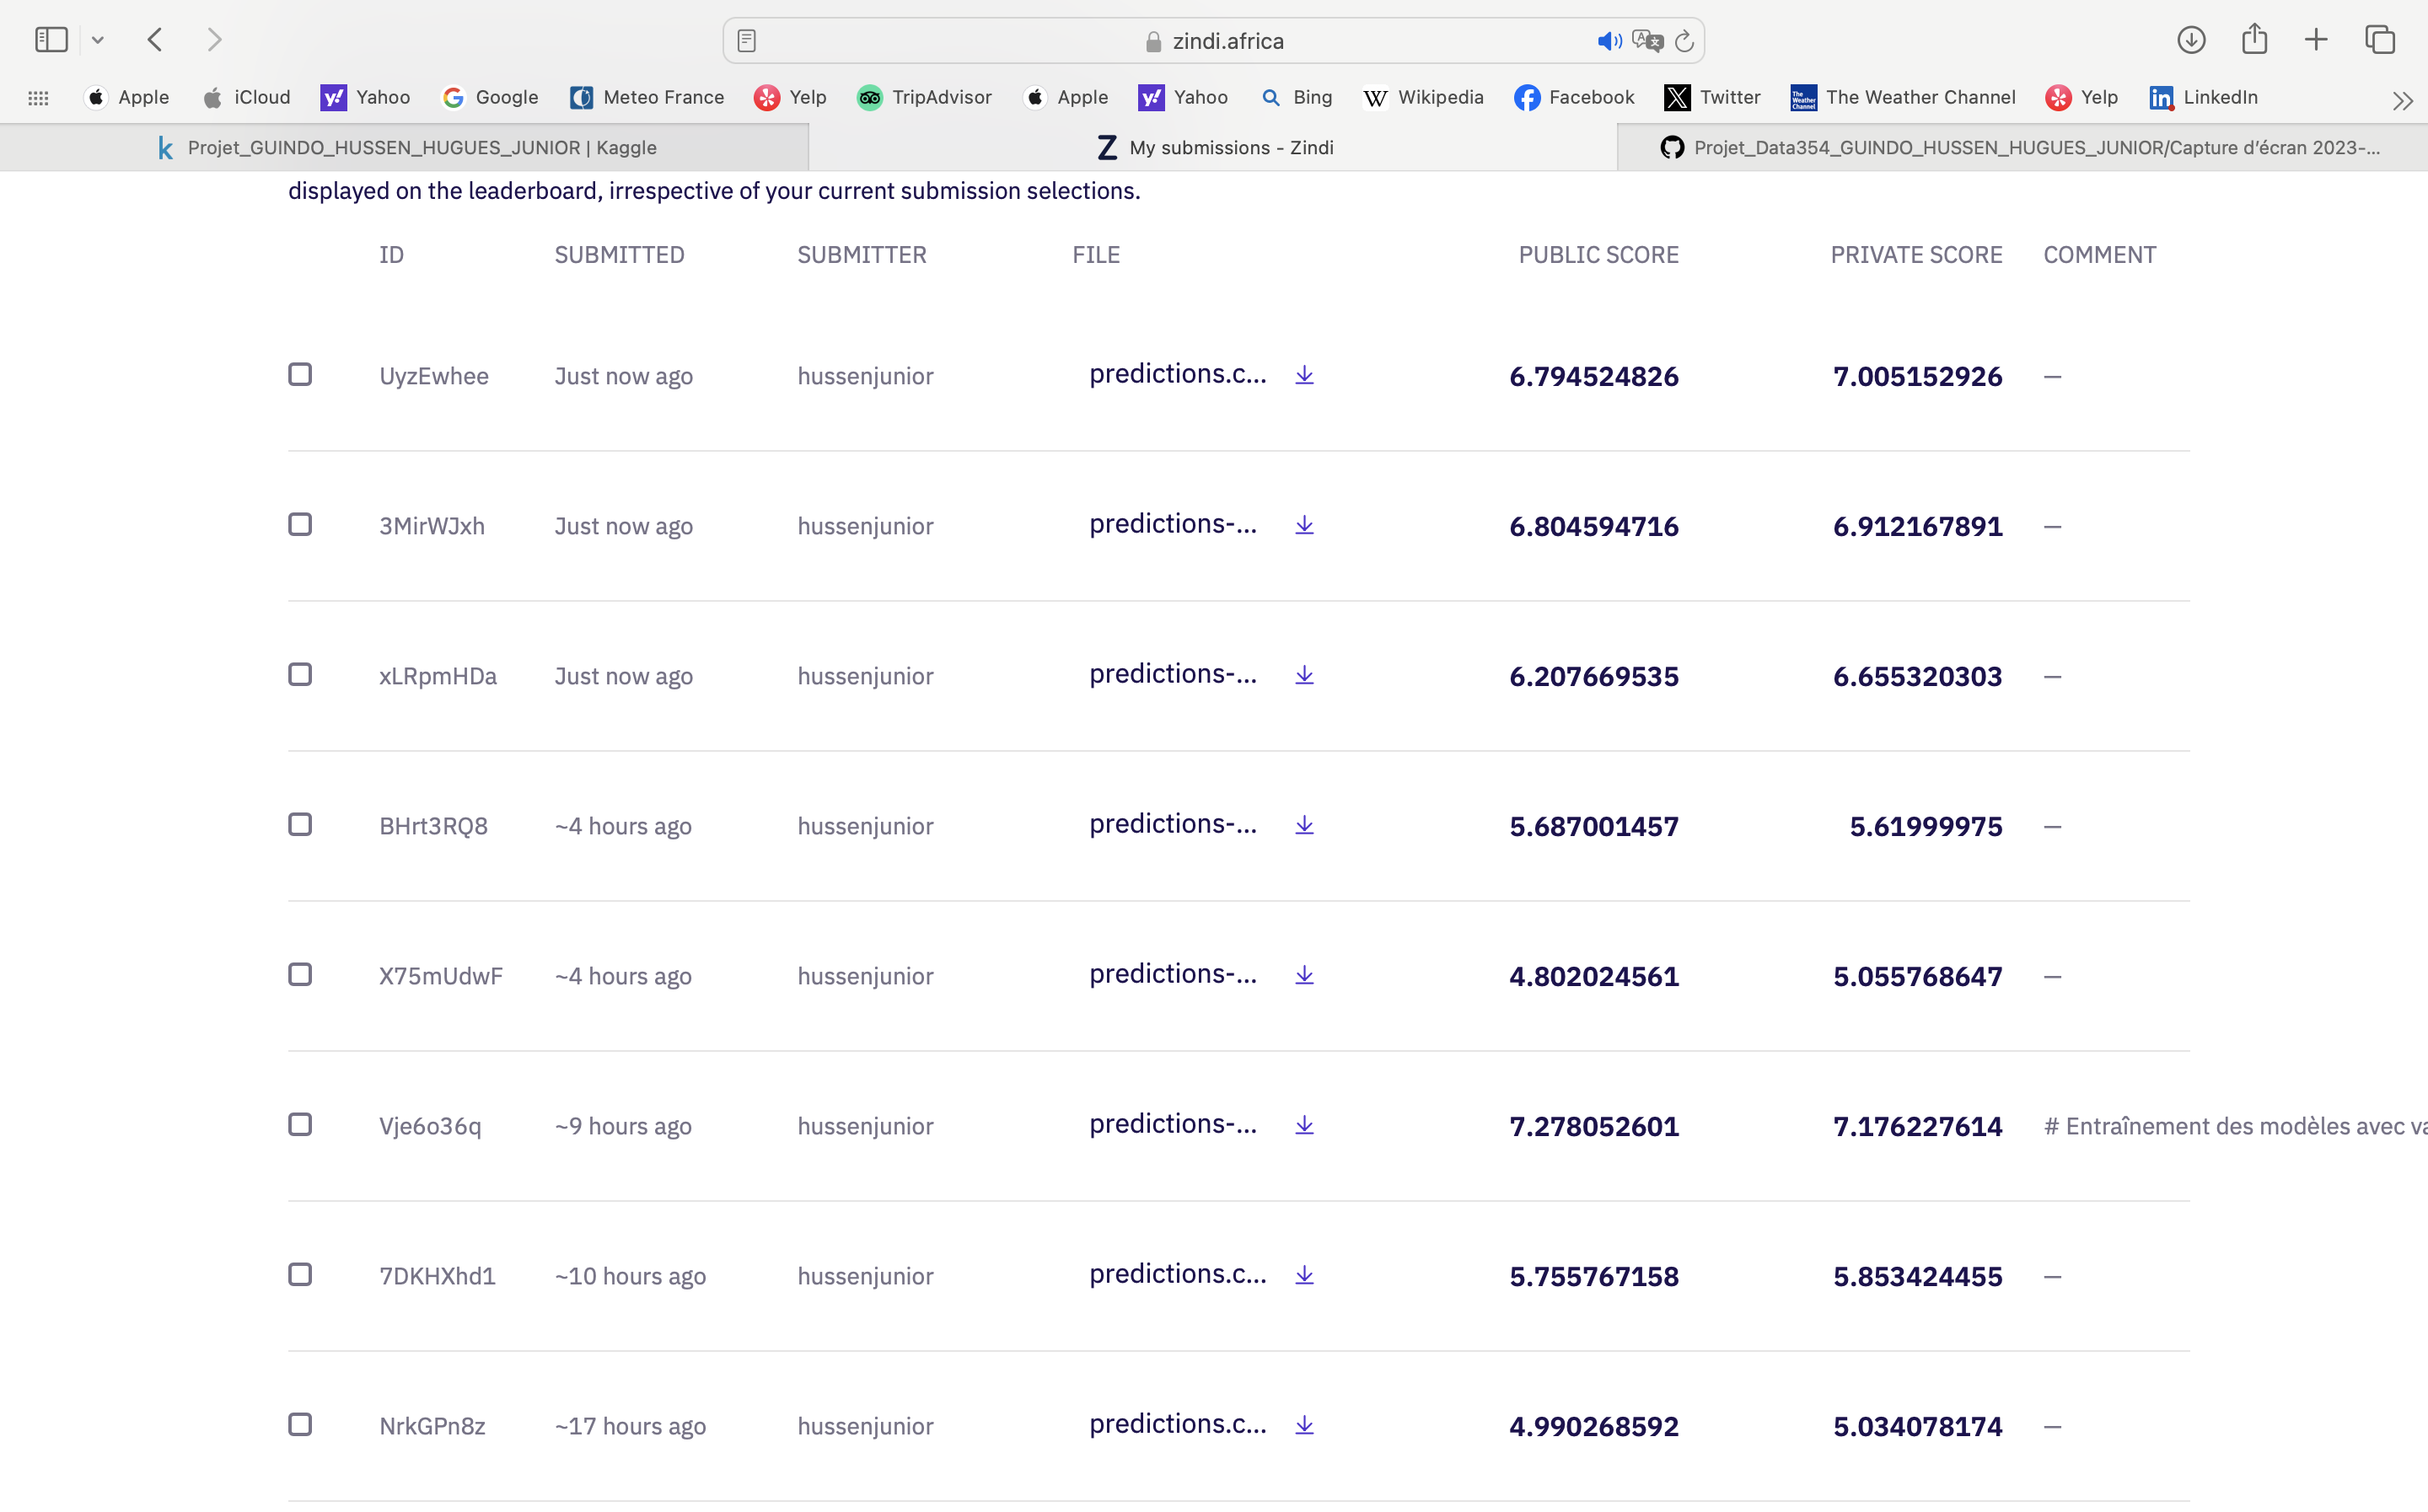 zindi.africa
Apple iCloud Yahoo Google Meteo France Yelp TripAdvisor Apple Yahoo Bing Wikipedia Facebook Twitter The Weather Channel Yelp LinkedIn
Projet_GUINDO_HUSSEN_HUGUES_JUNIOR | Kaggle My submissions - Zindi Projet_Data354_GUINDO_HUSSEN_HUGUES_JUNIOR/Capture d’écran 2023-...
displayed on the leaderboard, irrespective of your current submission selections.
ID SUBMITTED SUBMITTER FILE PUBLIC SCORE PRIVATE SCORE COMMENT
UyzEwhee Just now ago hussenjunior predictions.c... 6.794524826 7.005152926 —
3MirWJxh Just now ago hussenjunior predictions-... 6.804594716 6.912167891 —
xLRpmHDa Just now ago hussenjunior predictions-... 6.207669535 6.655320303 —
BHrt3RQ8 ~4 hours ago hussenjunior predictions-... 5.687001457 5.61999975 —
X75mUdwF ~4 hours ago hussenjunior predictions-... 4.802024561 5.055768647 —
Vje6o36q ~9 hours ago hussenjunior predictions-... 7.278052601 7.176227614 # Entraînement des modèles avec va
7DKHXhd1 ~10 hours ago hussenjunior predictions.c... 5.755767158 5.853424455 —
NrkGPn8z ~17 hours ago hussenjunior predictions.c... 4.990268592 5.034078174 —